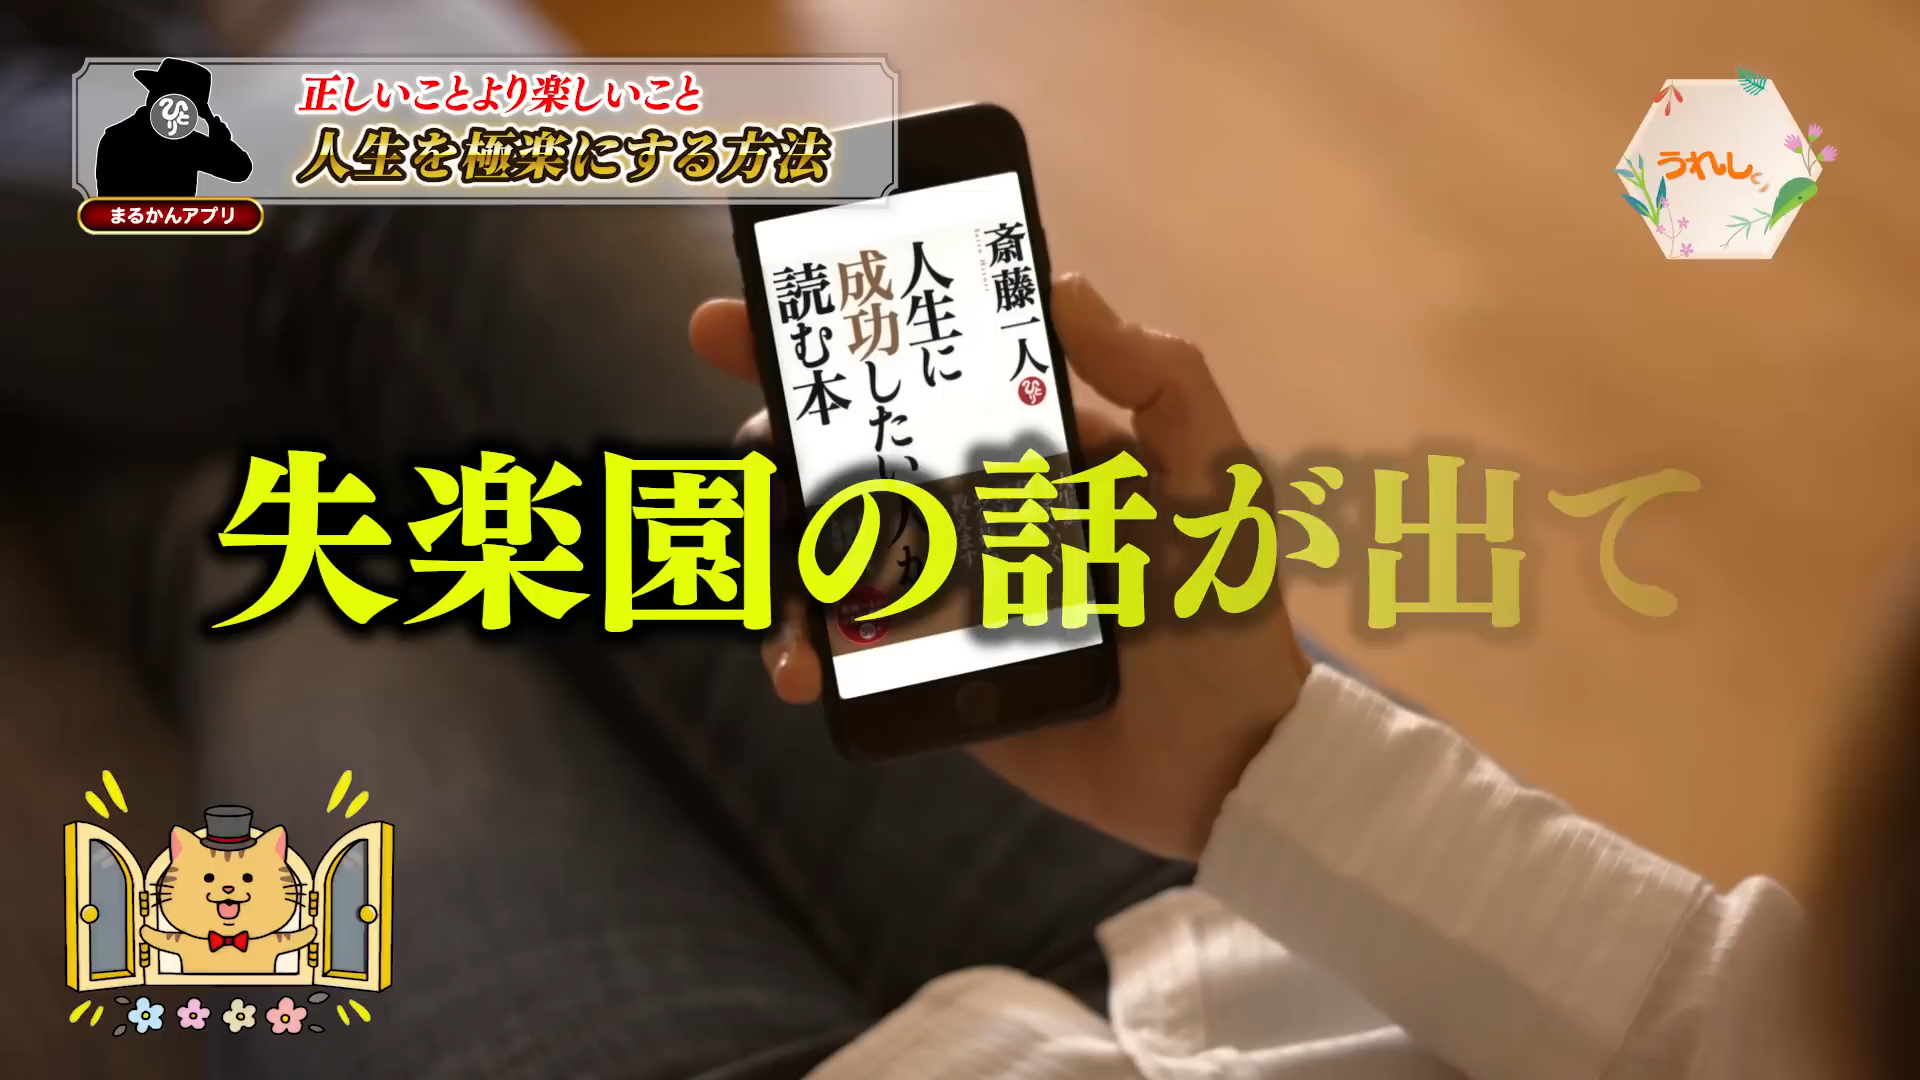 正しいことより楽しいこと
人生を極楽にする方法
まるかんアプリ
うれし
斎藤一人
人生に
成功したい人が
読む本
失楽園の話が出て